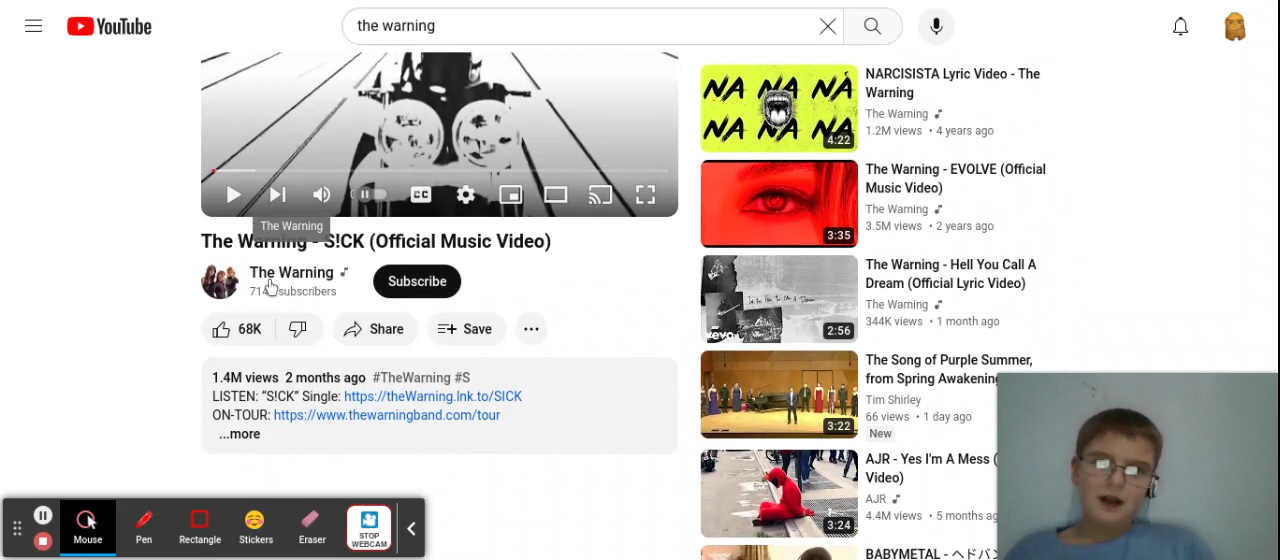 YouTube
the warning
The Warning
The Warning - S!CK (Official Music Video)
The Warning
subscribers
Subscribe
68K
Share
Save
1.4M views 2 months ago #TheWarning #S
LISTEN: “S!CK” Single: https://theWarning.lnk.to/SICK
ON-TOUR: https://www.thewarningband.com/tour
...more
NA NA NA
NA NA NA
4:22
NARCISISTA Lyric Video - The
Warning
The Warning
1.2M views • 4 years ago
3:35
The Warning - EVOLVE (Official
Music Video)
The Warning
3.5M views • 2 years ago
vevo
2:56
The Warning - Hell You Call A
Dream (Official Lyric Video)
The Warning
344K views • 1 month ago
3:22
The Song of Purple Summer,
from Spring Awakening
Tim Shirley
66 views • 1 day ago
New
3:24
AJR - Yes I'm A Mess (
Video)
AJR
4.4M views • 5 months
BABYMETAL - ヘドバン
CC
Mouse
Pen
Rectangle
Stickers
Eraser
STOP
WEBCAM